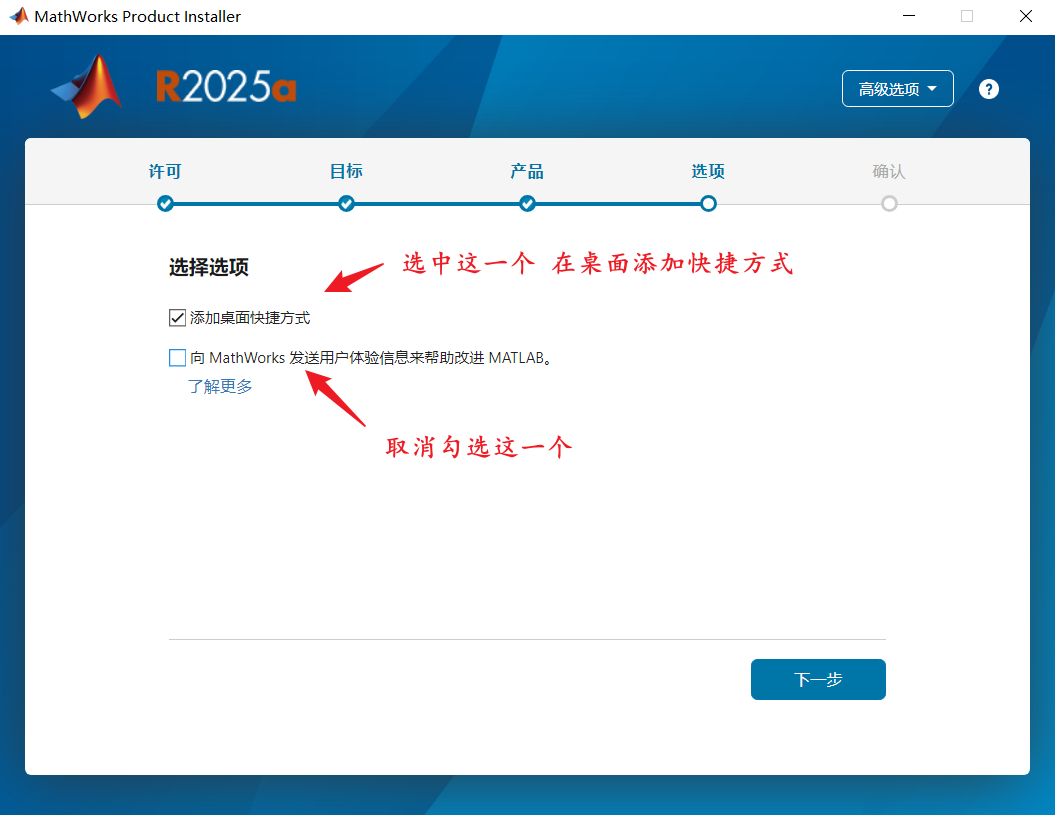 MathWorks Product Installer
R2025a
高级选项
?
许可
目标
产品
选项
确认
选择选项
选中这一个 在桌面添加快捷方式
添加桌面快捷方式
向 MathWorks 发送用户体验信息来帮助改进 MATLAB。
了解更多
取消勾选这一个
下一步